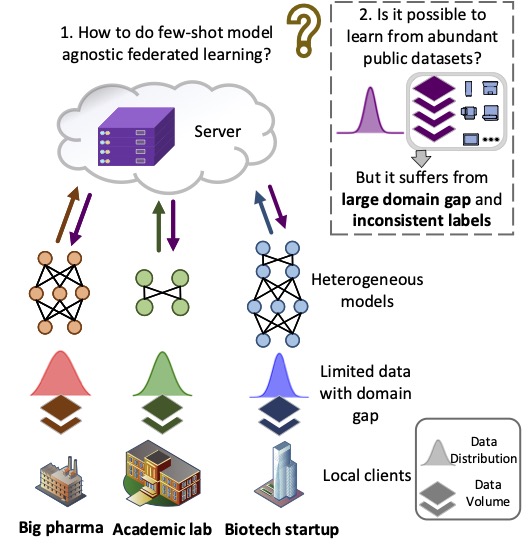 1. How to do few-shot model
agnostic federated learning?
?
2. Is it possible to
learn from abundant
public datasets?
Server
But it suffers from
large domain gap and
inconsistent labels
Heterogeneous
models
Limited data
with domain
gap
Local clients
Data
Distribution
Data
Volume
Big pharma
Academic lab
Biotech startup